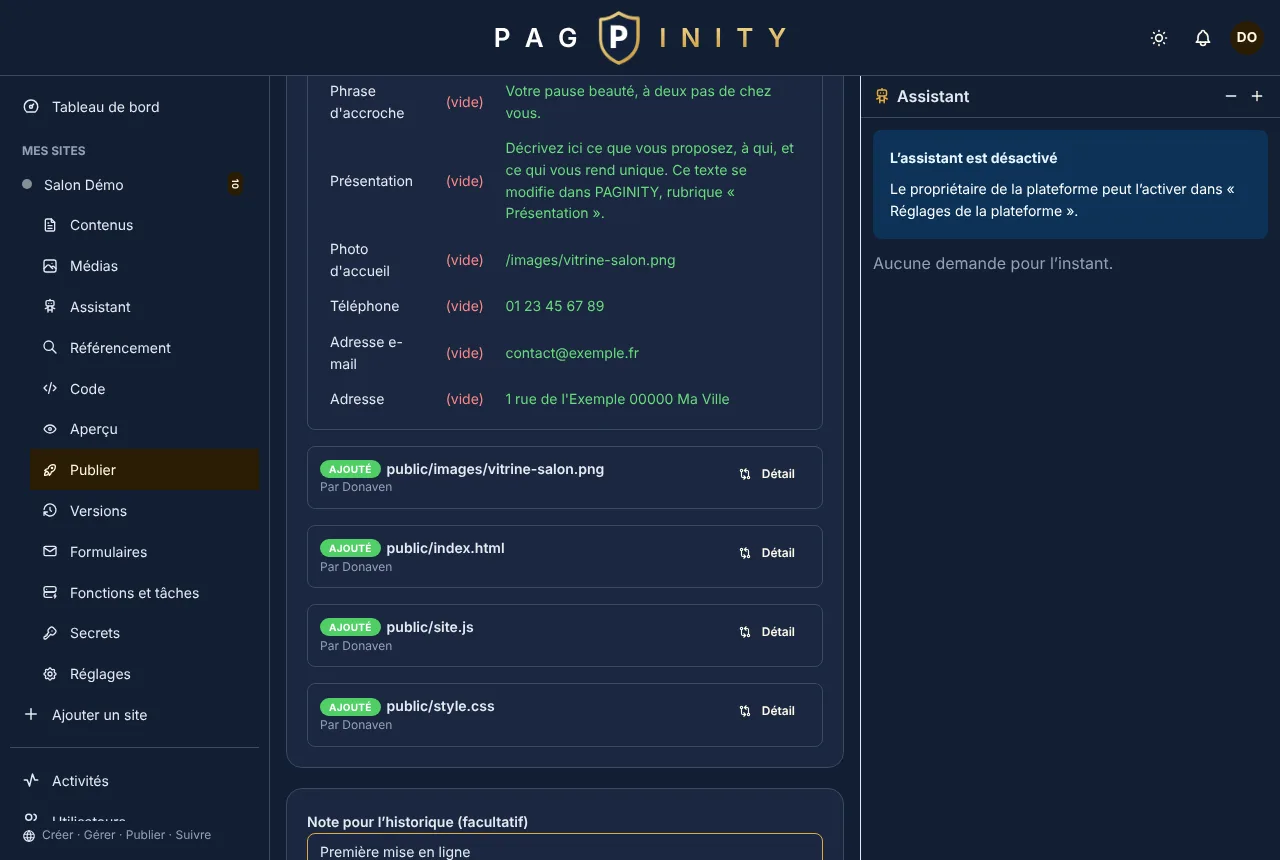 PAG P INITY
DO
Tableau de bord
MES SITES
Salon Démo
10
Contenus
Médias
Assistant
Référencement
Code
Aperçu
Publier
Versions
Formulaires
Fonctions et tâches
Secrets
Réglages
Ajouter un site
Activités
Utilisateurs
Créer · Gérer · Publier · Suivre
Phrase
d'accroche
(vide)
Votre pause beauté, à deux pas de chez
vous.
Présentation
(vide)
Décrivez ici ce que vous proposez, à qui, et
ce qui vous rend unique. Ce texte se
modifie dans PAGINITY, rubrique «
Présentation ».
Photo
d'accueil
(vide)
/images/vitrine-salon.png
Téléphone
(vide)
01 23 45 67 89
Adresse e-
mail
(vide)
contact@exemple.fr
Adresse
(vide)
1 rue de l'Exemple 00000 Ma Ville
AJOUTÉ public/images/vitrine-salon.png
Par Donaven
Détail
AJOUTÉ public/index.html
Par Donaven
Détail
AJOUTÉ public/site.js
Par Donaven
Détail
AJOUTÉ public/style.css
Par Donaven
Détail
Note pour l’historique (facultatif)
Première mise en ligne
Assistant
L’assistant est désactivé
Le propriétaire de la plateforme peut l’activer dans «
Réglages de la plateforme ».
Aucune demande pour l’instant.